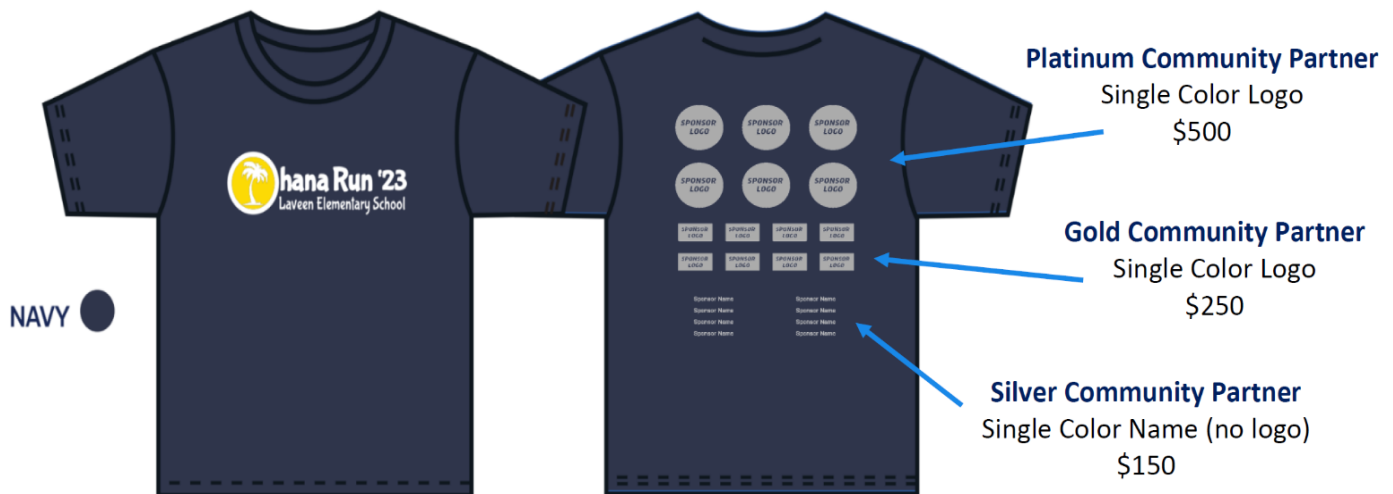 hana Run '23
Laveen Elementary School
NAVY
SPONSOR LOGO SPONSOR LOGO SPONSOR LOGO
SPONSOR LOGO SPONSOR LOGO SPONSOR LOGO
SPONSOR LOGO SPONSOR LOGO SPONSOR LOGO SPONSOR LOGO
SPONSOR LOGO SPONSOR LOGO SPONSOR LOGO SPONSOR LOGO
Sponsor Name Sponsor Name
Sponsor Name Sponsor Name
Sponsor Name Sponsor Name
Sponsor Name Sponsor Name
Platinum Community Partner
Single Color Logo
$500
Gold Community Partner
Single Color Logo
$250
Silver Community Partner
Single Color Name (no logo)
$150